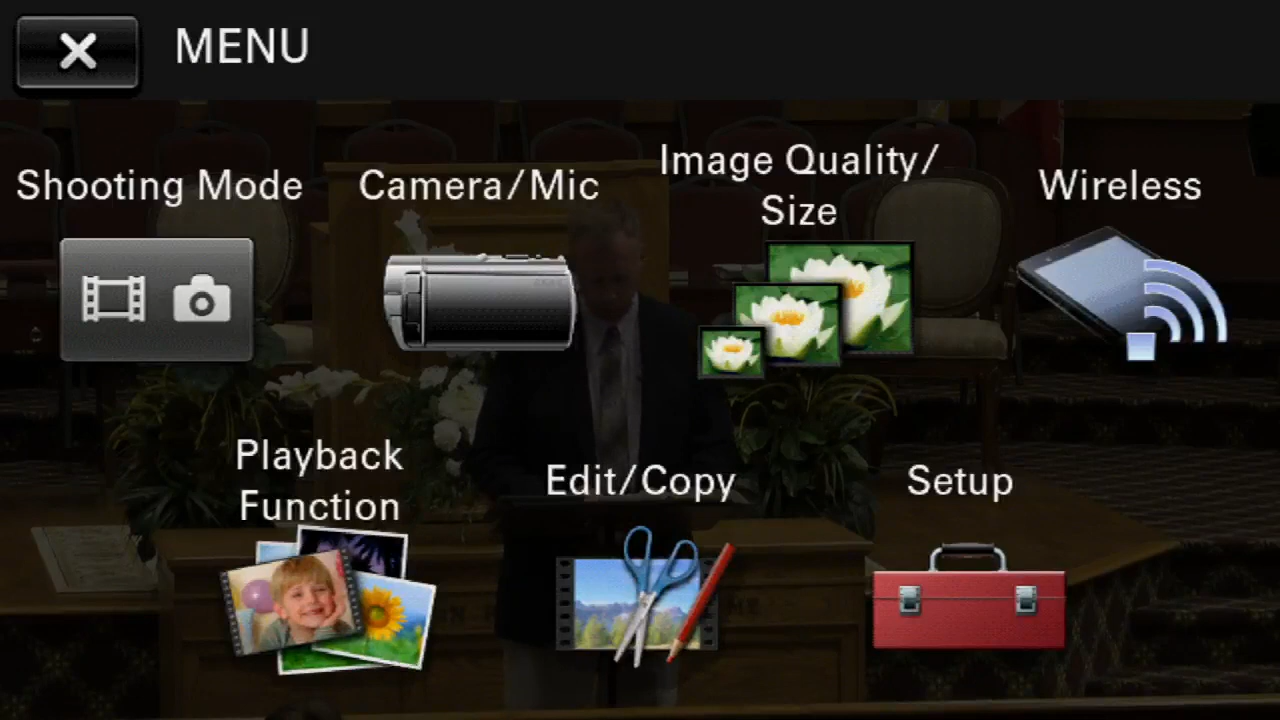 MENU
Shooting Mode
Camera/Mic
Image Quality/
Size
Wireless
Playback
Function
Edit/Copy
Setup